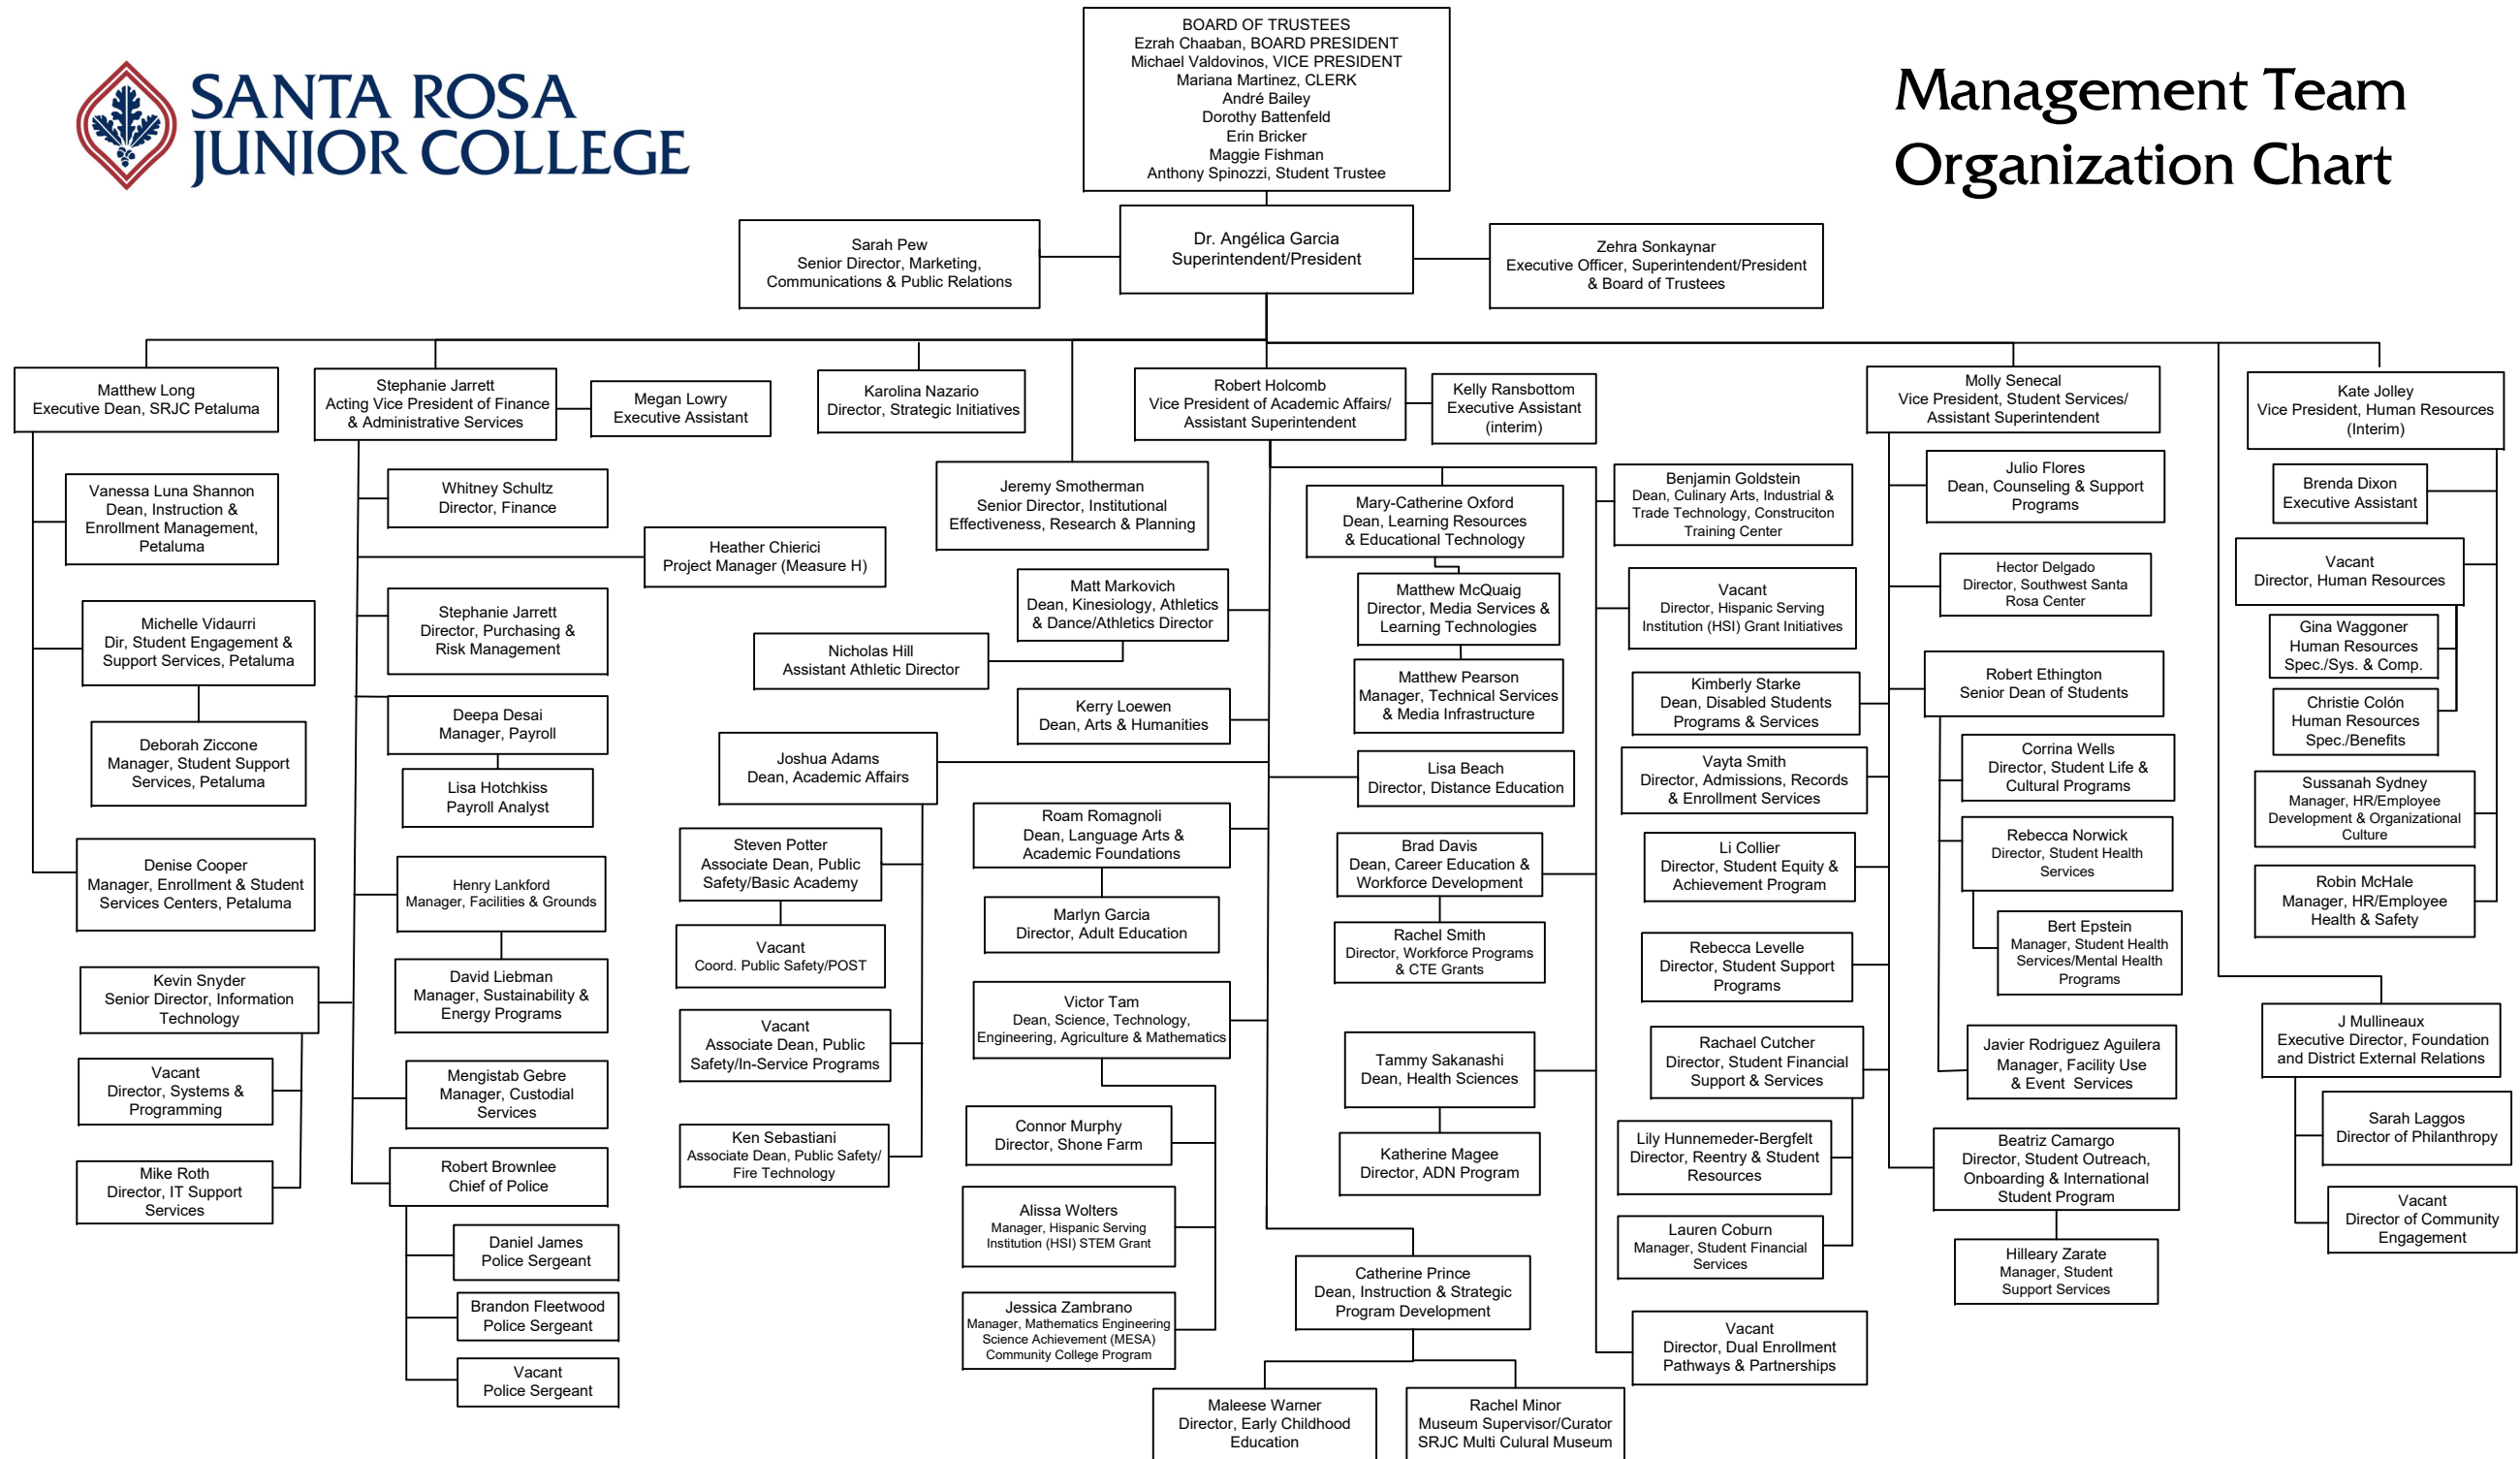 SANTA ROSA
JUNIOR COLLEGE
Management Team
Organization Chart
BOARD OF TRUSTEES
Ezrah Chaaban, BOARD PRESIDENT
Michael Valdovinos, VICE PRESIDENT
Mariana Martinez, CLERK
André Bailey
Dorothy Battenfeld
Erin Bricker
Maggie Fishman
Anthony Spinozzi, Student Trustee
Sarah Pew
Senior Director, Marketing,
Communications & Public Relations
Dr. Angélica Garcia
Superintendent/President
Zehra Sonkaynar
Executive Officer, Superintendent/President
& Board of Trustees
Matthew Long
Executive Dean, SRJC Petaluma
Vanessa Luna Shannon
Dean, Instruction &
Enrollment Management,
Petaluma
Michelle Vidaurri
Dir, Student Engagement &
Support Services, Petaluma
Deborah Ziccone
Manager, Student Support
Services, Petaluma
Denise Cooper
Manager, Enrollment & Student
Services Centers, Petaluma
Stephanie Jarrett
Acting Vice President of Finance
& Administrative Services
Megan Lowry
Executive Assistant
Whitney Schultz
Director, Finance
Heather Chierici
Project Manager (Measure H)
Stephanie Jarrett
Director, Purchasing &
Risk Management
Deepa Desai
Manager, Payroll
Lisa Hotchkiss
Payroll Analyst
Henry Lankford
Manager, Facilities & Grounds
David Liebman
Manager, Sustainability &
Energy Programs
Kevin Snyder
Senior Director, Information
Technology
Vacant
Director, Systems &
Programming
Mike Roth
Director, IT Support
Services
Mengistab Gebre
Manager, Custodial
Services
Robert Brownlee
Chief of Police
Daniel James
Police Sergeant
Brandon Fleetwood
Police Sergeant
Vacant
Police Sergeant
Karolina Nazario
Director, Strategic Initiatives
Jeremy Smotherman
Senior Director, Institutional
Effectiveness, Research & Planning
Robert Holcomb
Vice President of Academic Affairs/
Assistant Superintendent
Kelly Ransbottom
Executive Assistant
(interim)
Matt Markovich
Dean, Kinesiology, Athletics
& Dance/Athletics Director
Nicholas Hill
Assistant Athletic Director
Kerry Loewen
Dean, Arts & Humanities
Joshua Adams
Dean, Academic Affairs
Steven Potter
Associate Dean, Public
Safety/Basic Academy
Vacant
Coord. Public Safety/POST
Vacant
Associate Dean, Public
Safety/In-Service Programs
Ken Sebastiani
Associate Dean, Public Safety/
Fire Technology
Roam Romagnoli
Dean, Language Arts &
Academic Foundations
Marlyn Garcia
Director, Adult Education
Victor Tam
Dean, Science, Technology,
Engineering, Agriculture & Mathematics
Connor Murphy
Director, Shone Farm
Alissa Wolters
Manager, Hispanic Serving
Institution (HSI) STEM Grant
Jessica Zambrano
Manager, Mathematics Engineering
Science Achievement (MESA)
Community College Program
Mary-Catherine Oxford
Dean, Learning Resources
& Educational Technology
Matthew McQuaig
Director, Media Services &
Learning Technologies
Matthew Pearson
Manager, Technical Services
& Media Infrastructure
Lisa Beach
Director, Distance Education
Brad Davis
Dean, Career Education &
Workforce Development
Rachel Smith
Director, Workforce Programs
& CTE Grants
Tammy Sakanashi
Dean, Health Sciences
Katherine Magee
Director, ADN Program
Catherine Prince
Dean, Instruction & Strategic
Program Development
Maleese Warner
Director, Early Childhood
Education
Rachel Minor
Museum Supervisor/Curator
SRJC Multi Culural Museum
Benjamin Goldstein
Dean, Culinary Arts, Industrial &
Trade Technology, Construciton
Training Center
Vacant
Director, Hispanic Serving
Institution (HSI) Grant Initiatives
Kimberly Starke
Dean, Disabled Students
Programs & Services
Vayta Smith
Director, Admissions, Records
& Enrollment Services
Li Collier
Director, Student Equity &
Achievement Program
Rebecca Levelle
Director, Student Support
Programs
Rachael Cutcher
Director, Student Financial
Support & Services
Lily Hunnemeder-Bergfelt
Director, Reentry & Student
Resources
Lauren Coburn
Manager, Student Financial
Services
Vacant
Director, Dual Enrollment
Pathways & Partnerships
Molly Senecal
Vice President, Student Services/
Assistant Superintendent
Julio Flores
Dean, Counseling & Support
Programs
Hector Delgado
Director, Southwest Santa
Rosa Center
Robert Ethington
Senior Dean of Students
Corrina Wells
Director, Student Life &
Cultural Programs
Rebecca Norwick
Director, Student Health
Services
Bert Epstein
Manager, Student Health
Services/Mental Health
Programs
Javier Rodriguez Aguilera
Manager, Facility Use
& Event Services
Beatriz Camargo
Director, Student Outreach,
Onboarding & International
Student Program
Hilleary Zarate
Manager, Student
Support Services
Kate Jolley
Vice President, Human Resources
(Interim)
Brenda Dixon
Executive Assistant
Vacant
Director, Human Resources
Gina Waggoner
Human Resources
Spec./Sys. & Comp.
Christie Colón
Human Resources
Spec./Benefits
Sussanah Sydney
Manager, HR/Employee
Development & Organizational
Culture
Robin McHale
Manager, HR/Employee
Health & Safety
J Mullineaux
Executive Director, Foundation
and District External Relations
Sarah Laggos
Director of Philanthropy
Vacant
Director of Community
Engagement